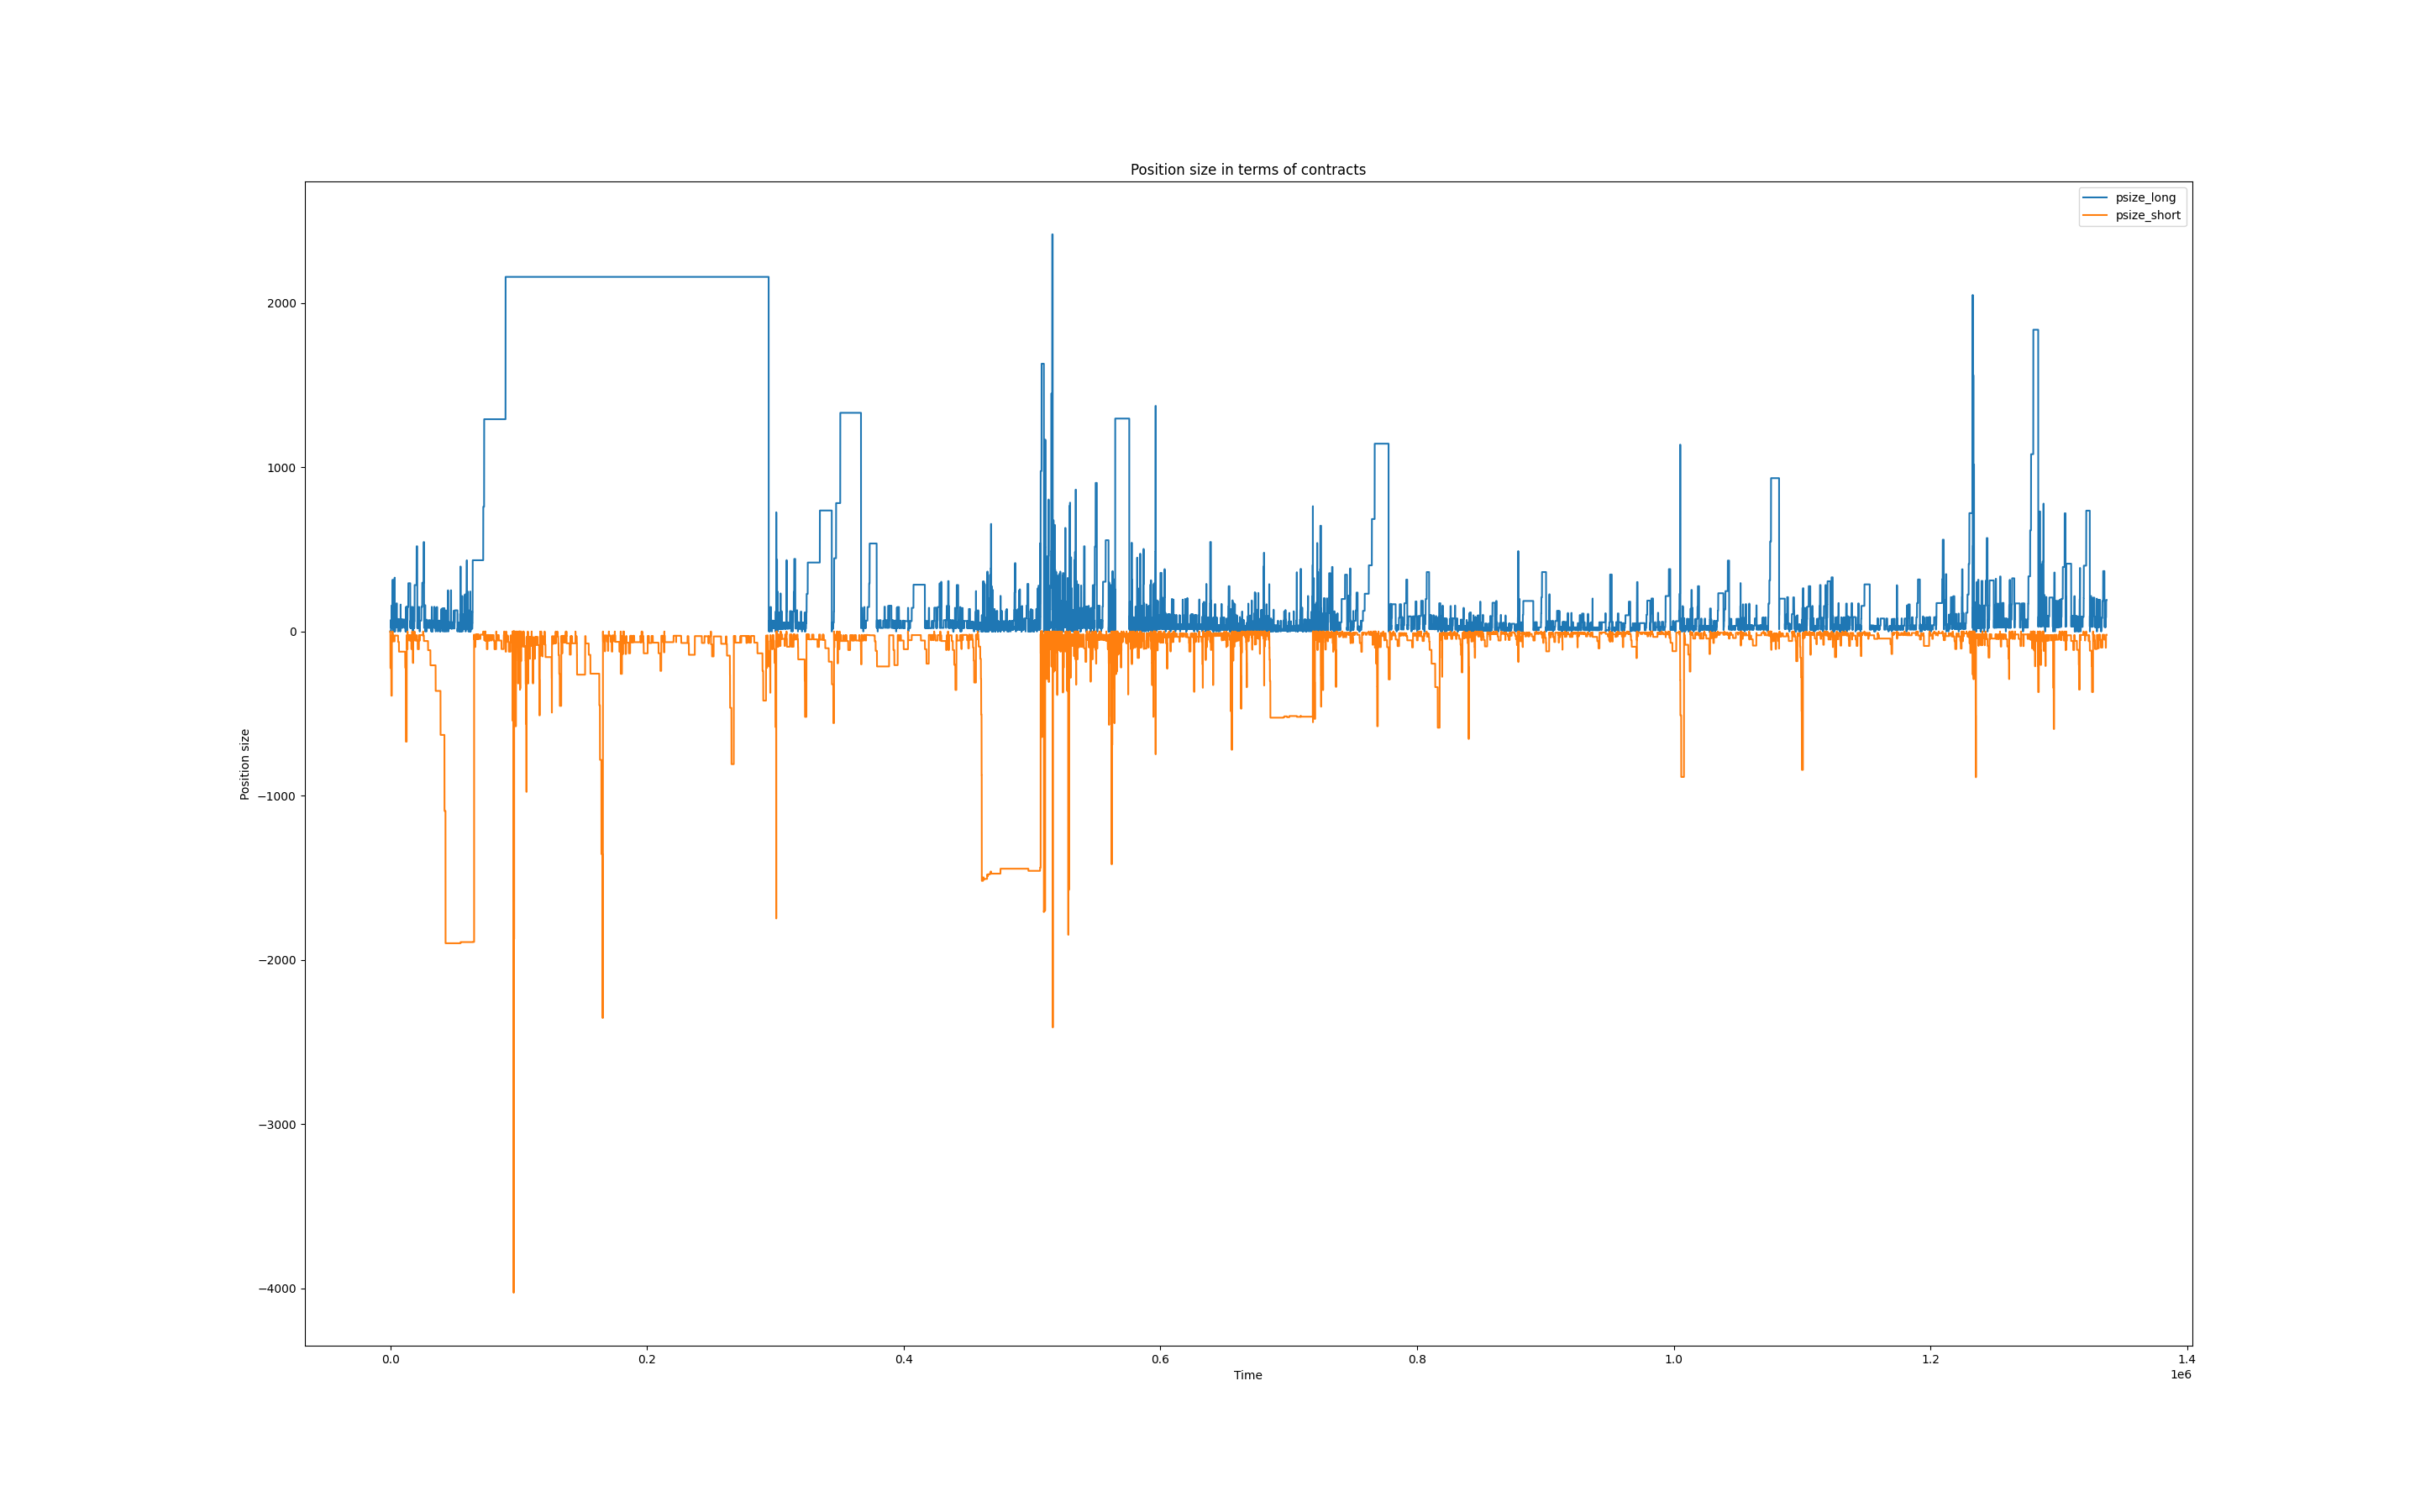 Position size in terms of contracts
psize_long
psize_short
Position size
2000
1000
0
−1000
−2000
−3000
−4000
0.0 0.2 0.4 0.6 0.8 1.0 1.2 1.4
Time
1e6